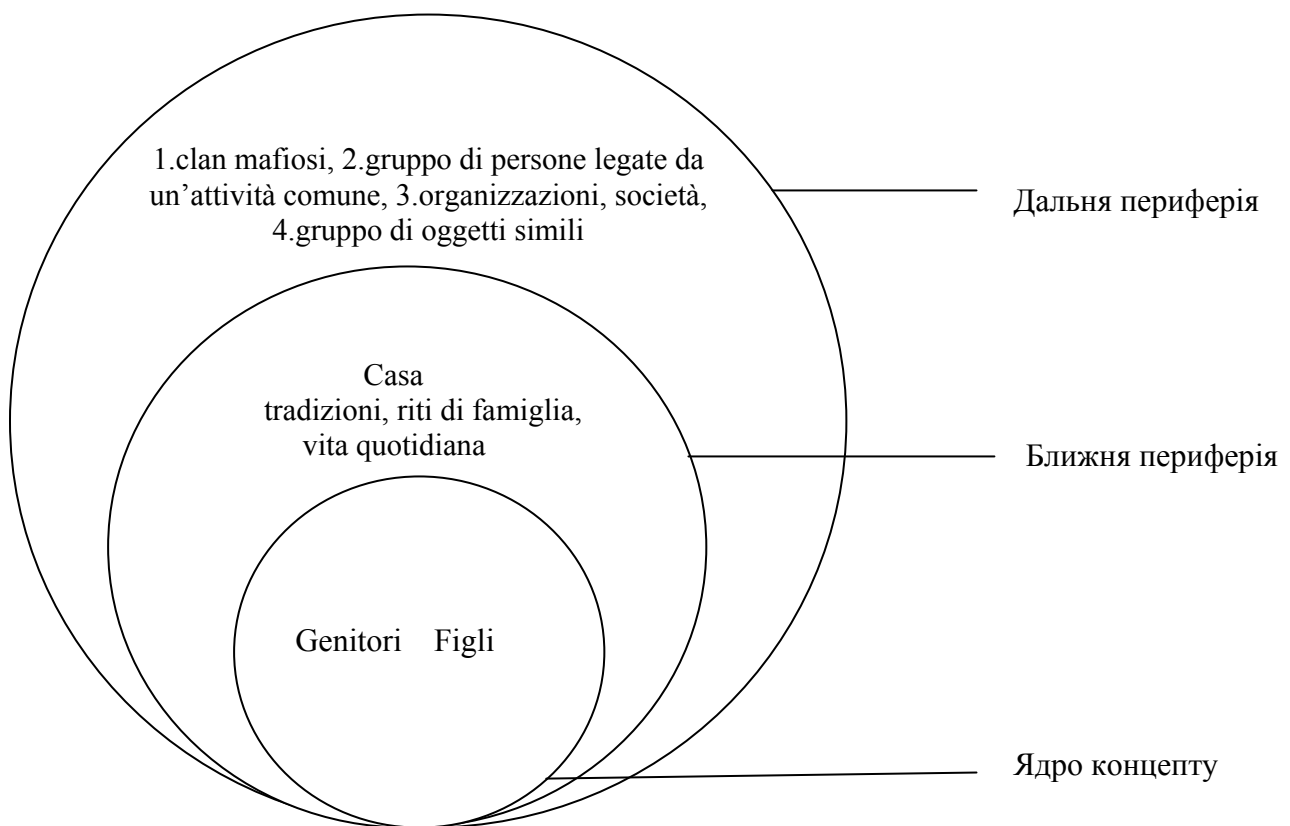 1.clan mafiosi, 2.gruppo di persone legate da
un’attività comune, 3.organizzazioni, società,
4.gruppo di oggetti simili
Дальня периферія
Casa
tradizioni, riti di famiglia,
vita quotidiana
Ближня периферія
Genitori Figli
Ядро концепту